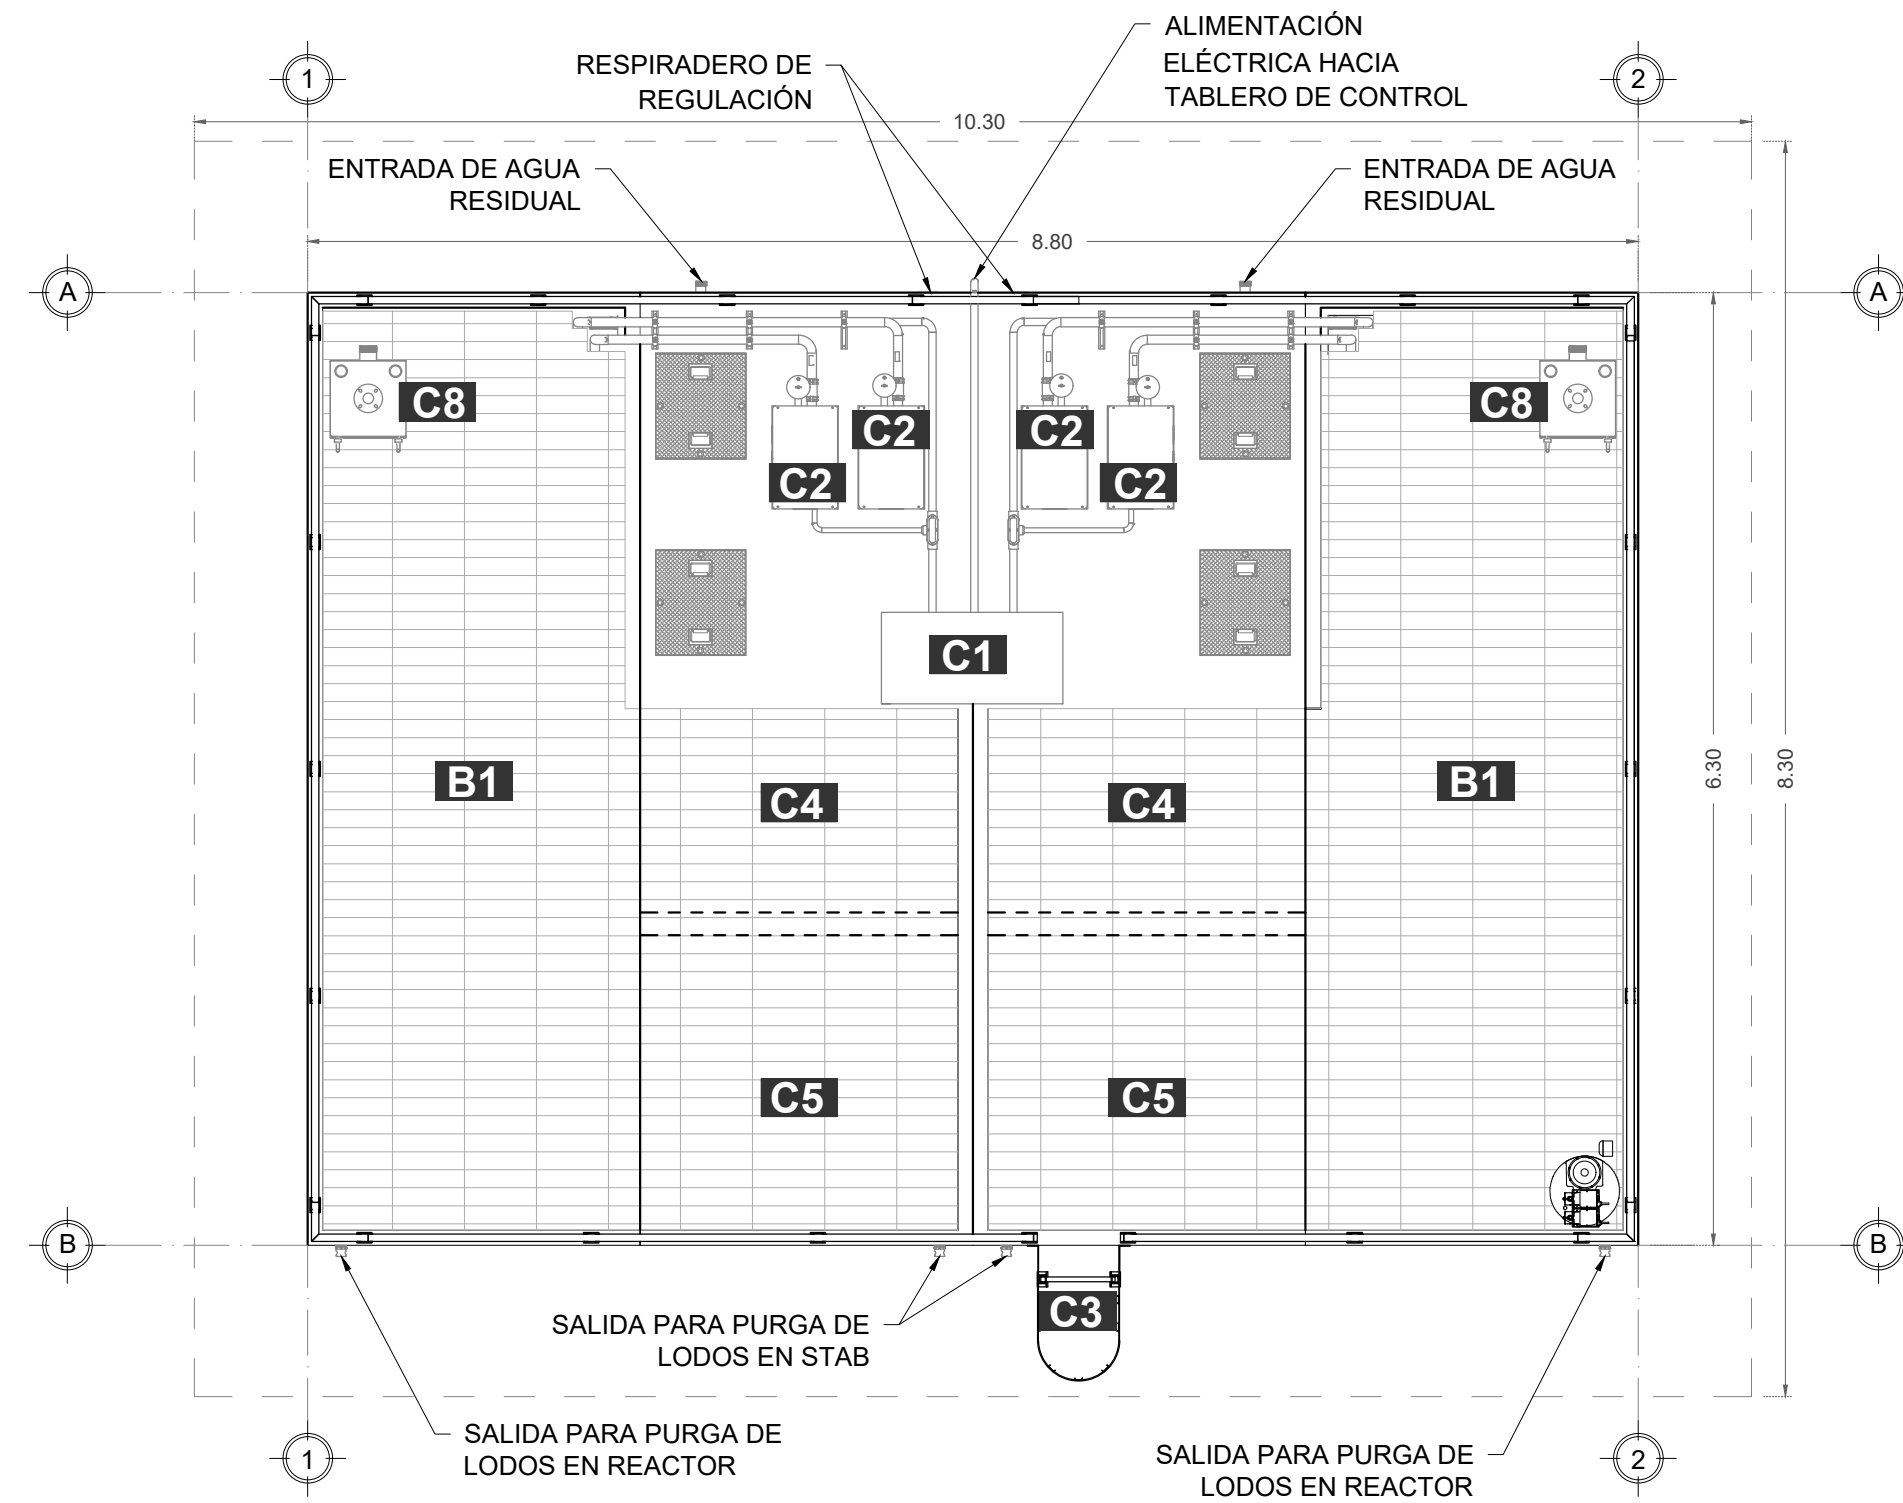 ALIMENTACIÓN
ELÉCTRICA HACIA
TABLERO DE CONTROL
RESPIRADERO DE
REGULACIÓN
1
2
10.30
ENTRADA DE AGUA
RESIDUAL
ENTRADA DE AGUA
RESIDUAL
8.80
A
A
C8
C2
C2
C8
C2
C2
C1
B1
C4
C4
B1
6.30
8.30
C5
C5
B
B
C3
SALIDA PARA PURGA DE
LODOS EN STAB
SALIDA PARA PURGA DE
LODOS EN REACTOR
SALIDA PARA PURGA DE
LODOS EN REACTOR
1
2